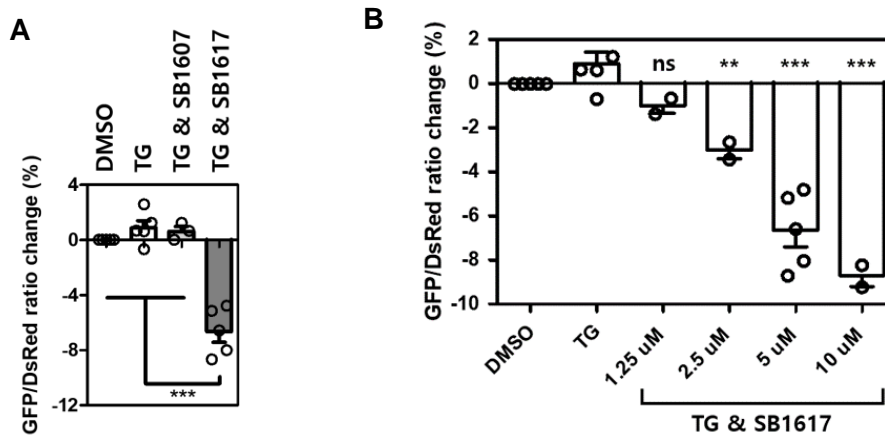 A
GFP/DsRed ratio change (%)
DMSO
TG
TG & SB1607
TG & SB1617
4
0
-4
-8
-12
***
B
GFP/DsRed ratio change (%)
2
0
-2
-4
-6
-8
-10
ns
**
***
***
DMSO
TG
1.25 uM
2.5 uM
5 uM
10 uM
TG & SB1617